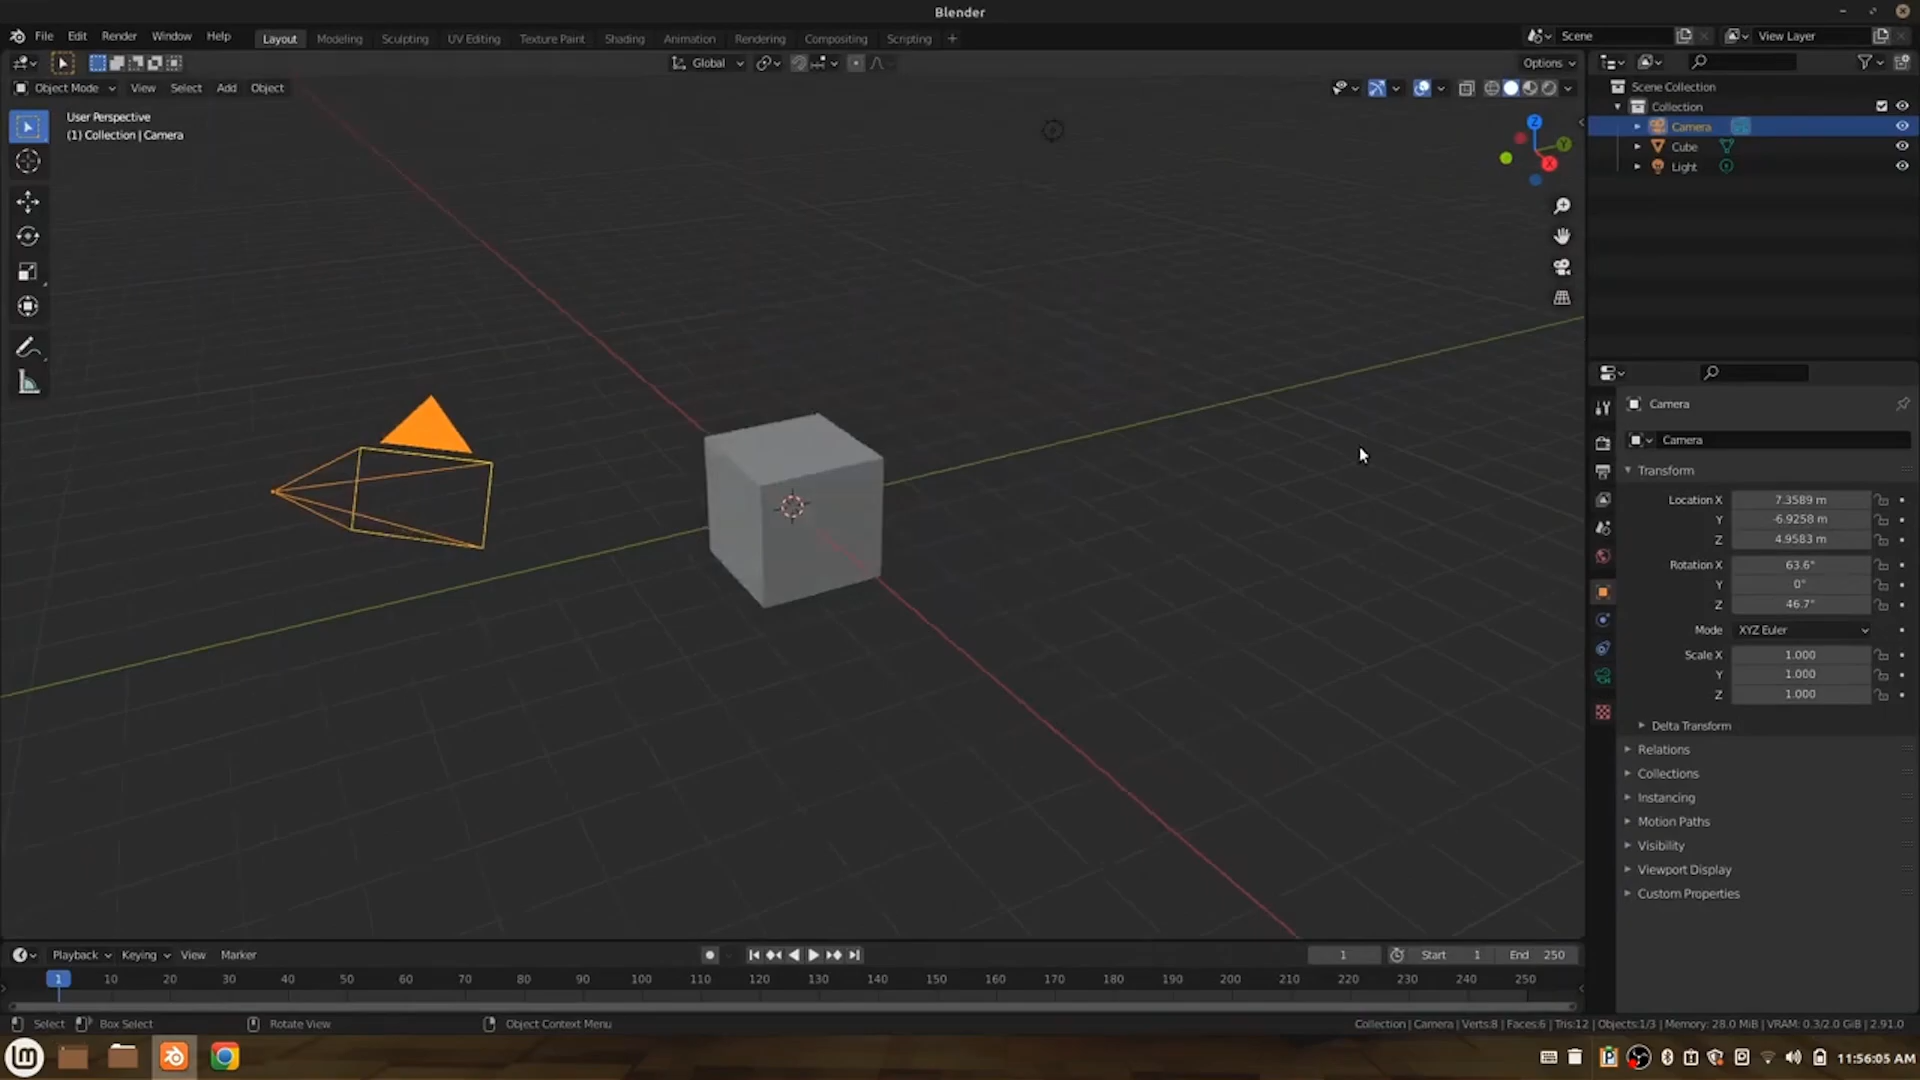 Blender
File Edit Render Window Help Layout Modeling Sculpting UV Editing Texture Paint Shading Animation Rendering Compositing Scripting + Scene View Layer
Global Options
Object Mode View Select Add Object
User Perspective
(1) Collection | Camera
Z
Y
X
Scene Collection
Collection
Camera
Cube
Light
Camera
Camera
Transform
Location X 7.3589 m
Y -6.9258 m
Z 4.9583 m
Rotation X 63.6°
Y 0°
Z 46.7°
Mode XYZ Euler
Scale X 1.000
Y 1.000
Z 1.000
Delta Transform
Relations
Collections
Instancing
Motion Paths
Visibility
Viewport Display
Custom Properties
Playback Keying View Marker 1 Start 1 End 250
1 10 20 30 40 50 60 70 80 90 100 110 120 130 140 150 160 170 180 190 200 210 220 230 240 250
Select Box Select Rotate View Object Context Menu Collection | Camera | Verts:8 | Faces:6 | Tris:12 | Objects:1/3 | Memory: 28.0 MiB | VRAM: 0.3/2.0 GiB | 2.91.0
11:56:05 AM